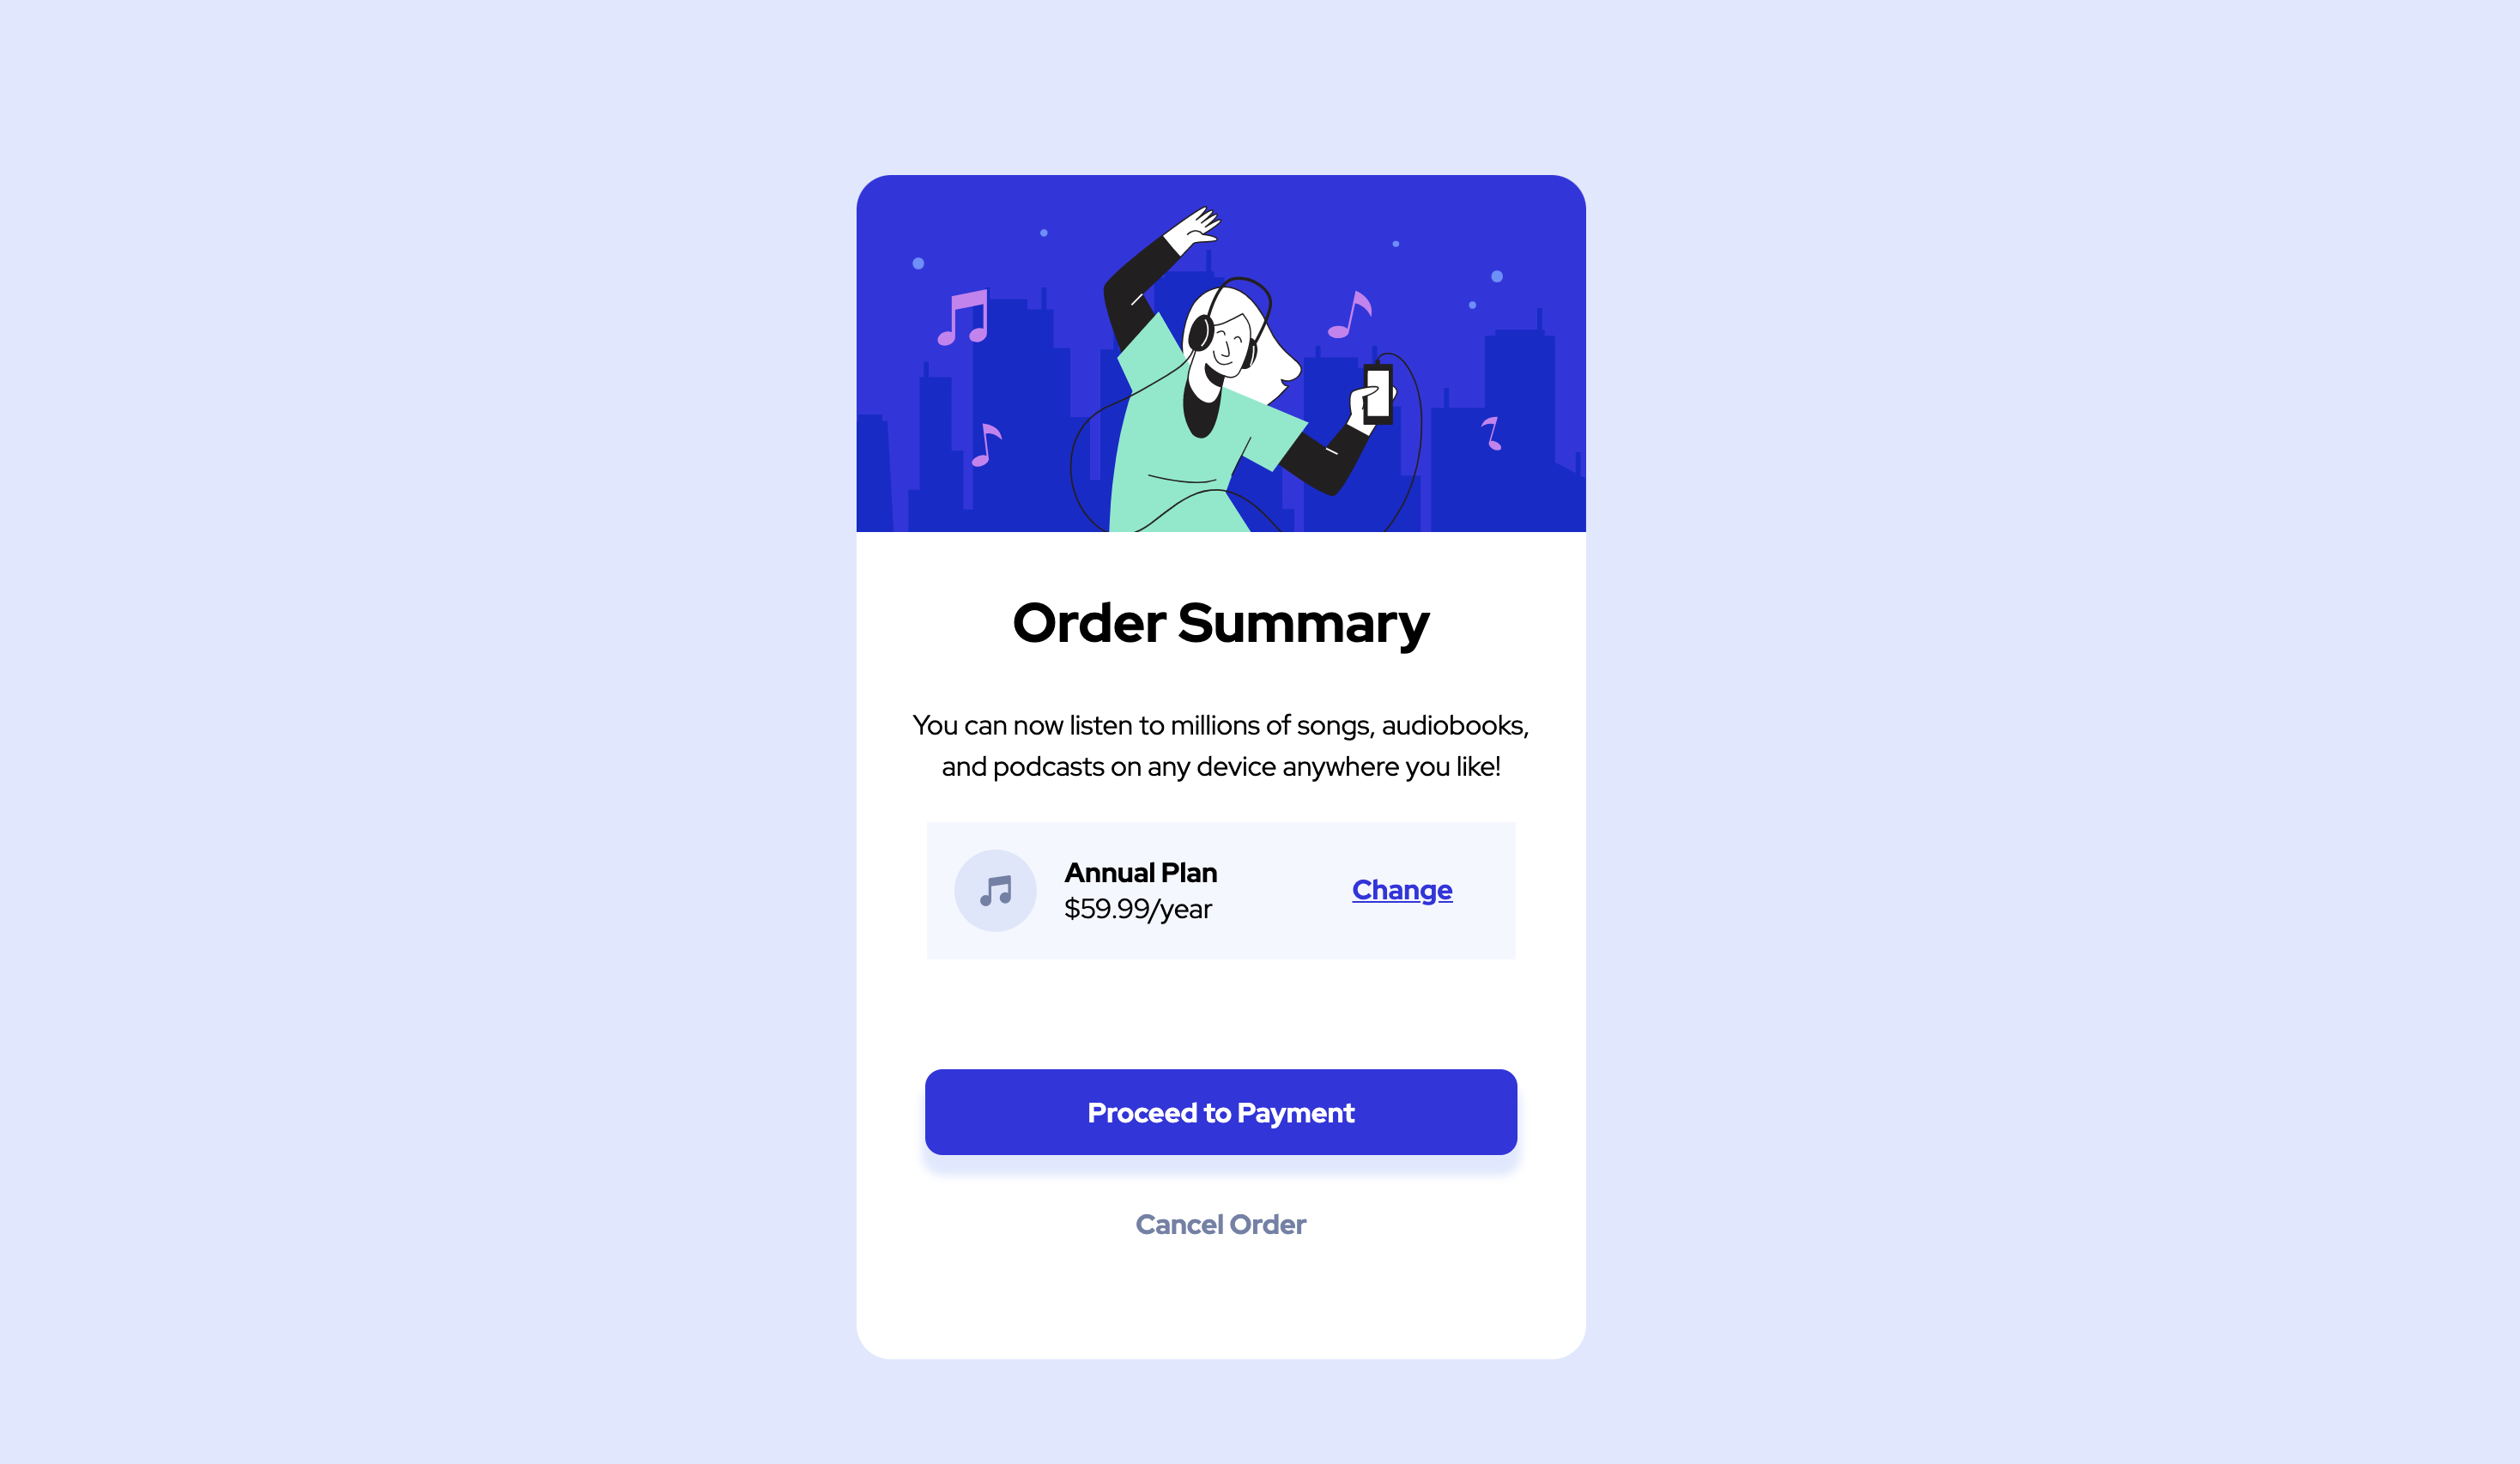 Order Summary
You can now listen to millions of songs, audiobooks,
and podcasts on any device anywhere you like!
Annual Plan
$59.99/year
Change
Proceed to Payment
Cancel Order